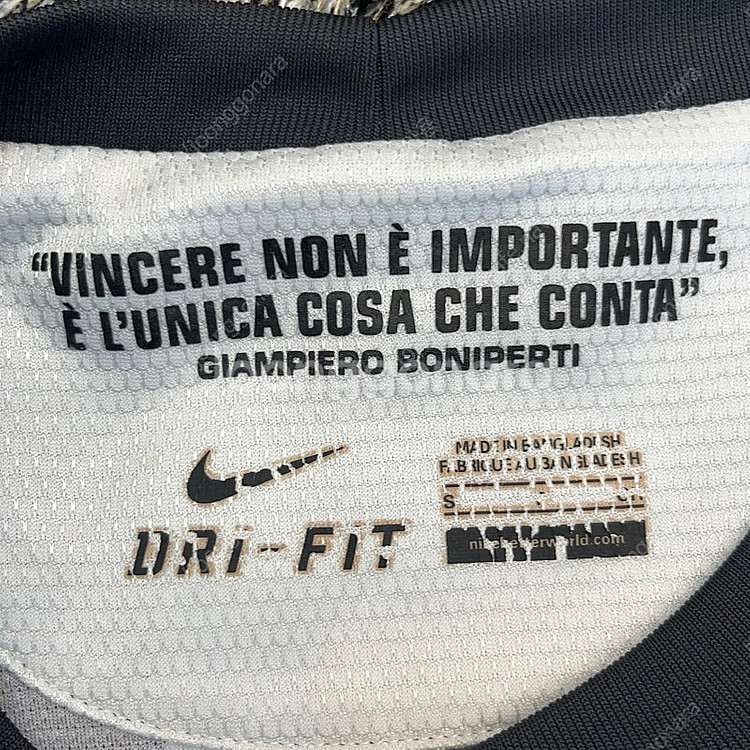 “VINCERE NON È IMPORTANTE,
È L’UNICA COSA CHE CONTA”
GIAMPIERO BONIPERTI
DRI-FIT
MADE IN BANGLADESH
FABRIQUE AU BANGLADESH
S
nikebetterworld.com